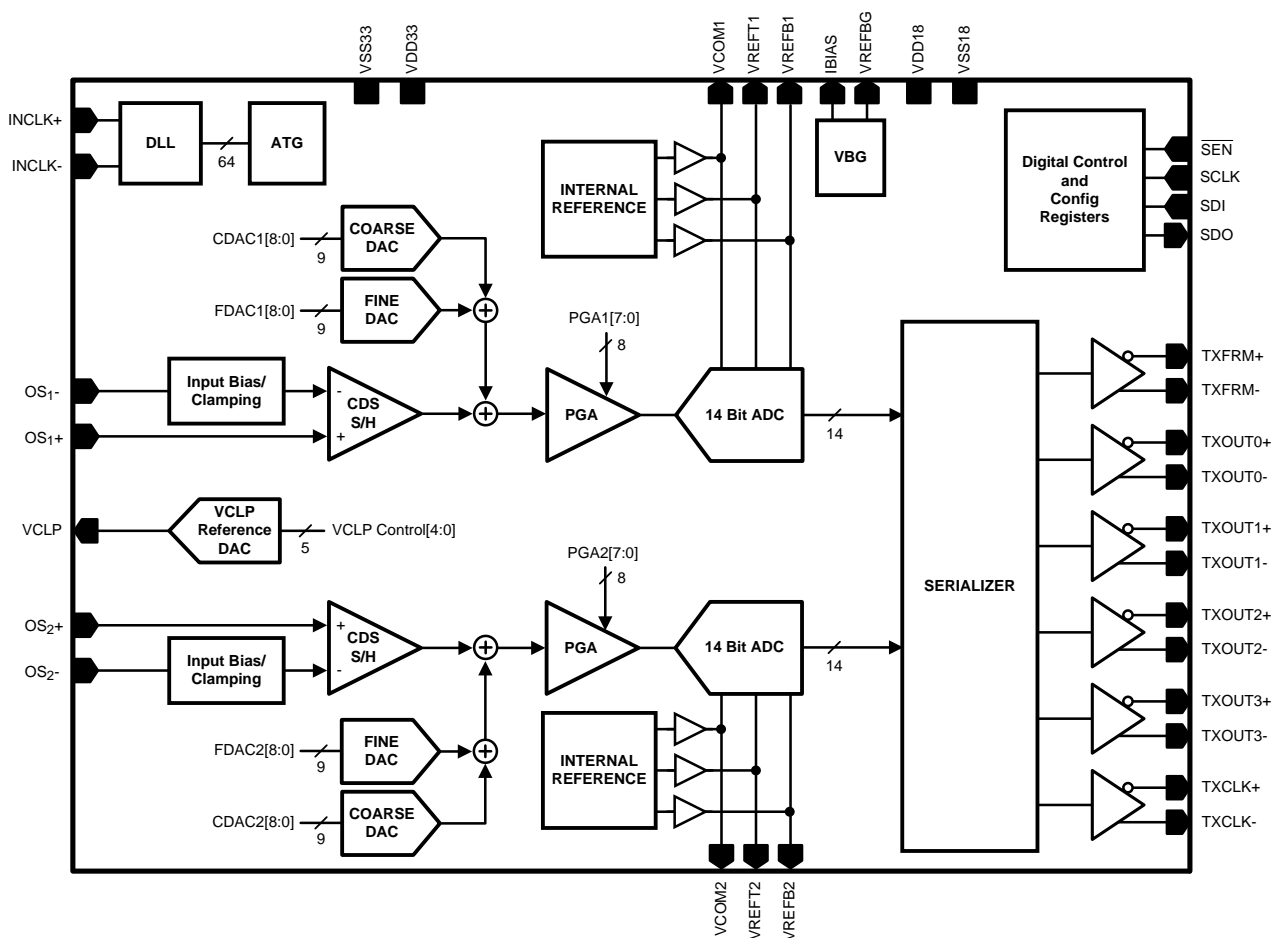 VSS33
VDD33
VCOM1
VREFT1
VREFB1
IBIAS
VREFBG
VDD18
VSS18
INCLK+
INCLK-
DLL
64
ATG
INTERNAL
REFERENCE
VBG
Digital Control
and
Config
Registers
SEN
SCLK
SDI
SDO
CDAC1[8:0]
9
COARSE
DAC
FDAC1[8:0]
9
FINE
DAC
+
PGA1[7:0]
8
OS1-
Input Bias/
Clamping
-
CDS
S/H
+
OS1+
+
PGA
14 Bit ADC
14
SERIALIZER
TXFRM+
TXFRM-
TXOUT0+
TXOUT0-
TXOUT1+
TXOUT1-
TXOUT2+
TXOUT2-
TXOUT3+
TXOUT3-
TXCLK+
TXCLK-
VCLP
VCLP
Reference
DAC
5
VCLP Control[4:0]
PGA2[7:0]
8
OS2+
+
CDS
S/H
-
OS2-
Input Bias/
Clamping
+
PGA
14 Bit ADC
14
FDAC2[8:0]
9
FINE
DAC
+
CDAC2[8:0]
9
COARSE
DAC
INTERNAL
REFERENCE
VCOM2
VREFT2
VREFB2